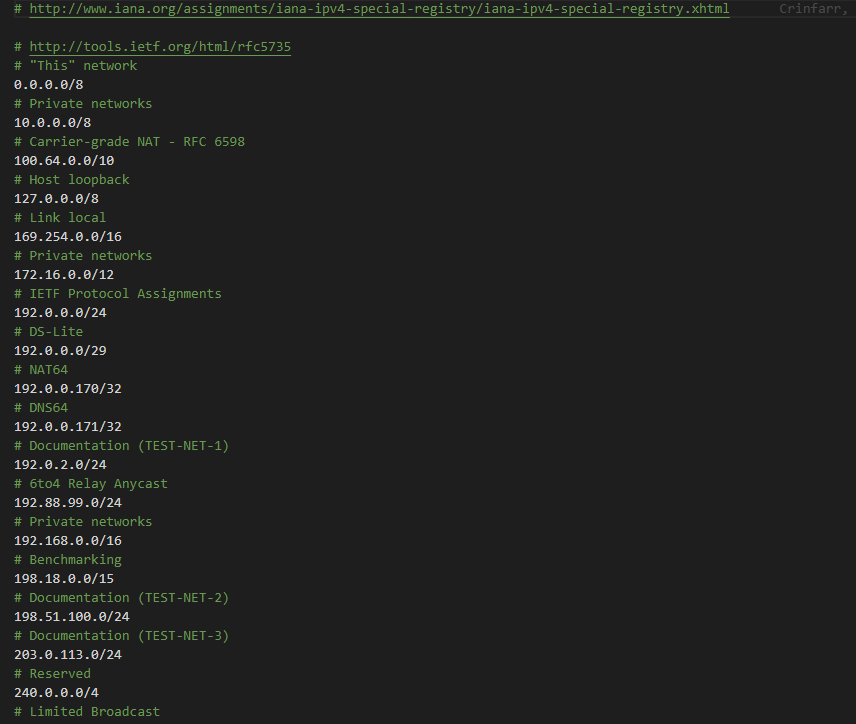 # http://www.iana.org/assignments/iana-ipv4-special-registry/iana-ipv4-special-registry.xhtml Crinfarr,
# http://tools.ietf.org/html/rfc5735
# "This" network
0.0.0.0/8
# Private networks
10.0.0.0/8
# Carrier-grade NAT - RFC 6598
100.64.0.0/10
# Host loopback
127.0.0.0/8
# Link local
169.254.0.0/16
# Private networks
172.16.0.0/12
# IETF Protocol Assignments
192.0.0.0/24
# DS-Lite
192.0.0.0/29
# NAT64
192.0.0.170/32
# DNS64
192.0.0.171/32
# Documentation (TEST-NET-1)
192.0.2.0/24
# 6to4 Relay Anycast
192.88.99.0/24
# Private networks
192.168.0.0/16
# Benchmarking
198.18.0.0/15
# Documentation (TEST-NET-2)
198.51.100.0/24
# Documentation (TEST-NET-3)
203.0.113.0/24
# Reserved
240.0.0.0/4
# Limited Broadcast